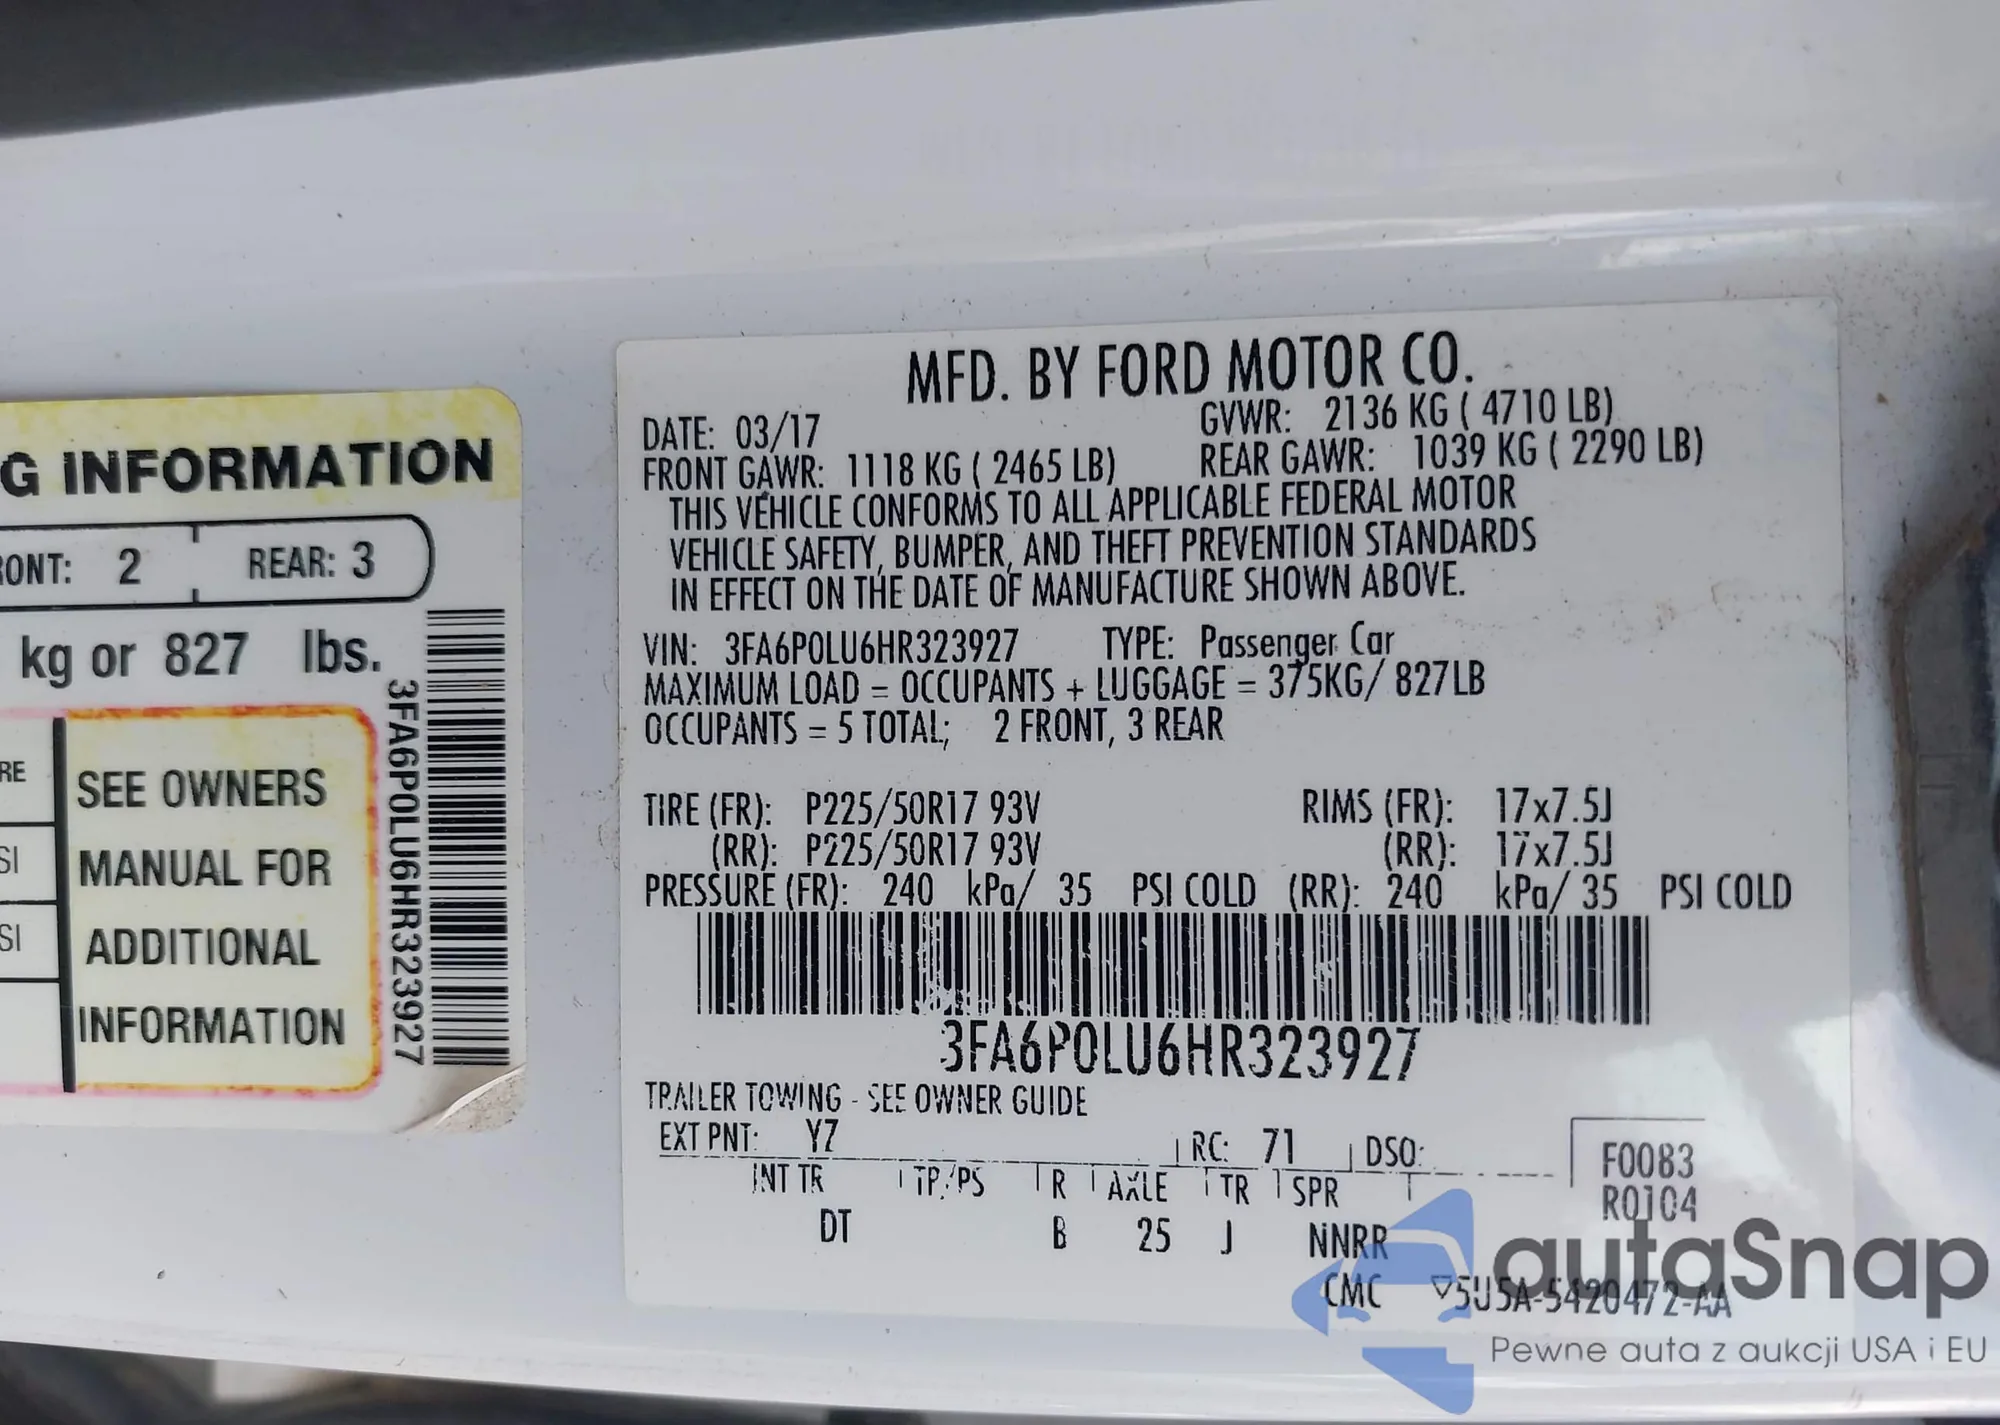 G INFORMATION
RONT: 2 REAR: 3
kg or 827 lbs.
3FA6P0LU6HR323927
RE
SI
SI
SEE OWNERS
MANUAL FOR
ADDITIONAL
INFORMATION
MFD. BY FORD MOTOR CO.
DATE: 03/17 GVWR: 2136 KG ( 4710 LB)
FRONT GAWR: 1118 KG ( 2465 LB) REAR GAWR: 1039 KG ( 2290 LB)
THIS VEHICLE CONFORMS TO ALL APPLICABLE FEDERAL MOTOR
VEHICLE SAFETY, BUMPER, AND THEFT PREVENTION STANDARDS
IN EFFECT ON THE DATE OF MANUFACTURE SHOWN ABOVE.
VIN: 3FA6P0LU6HR323927 TYPE: Passenger Car
MAXIMUM LOAD = OCCUPANTS + LUGGAGE = 375KG/ 827LB
OCCUPANTS = 5 TOTAL; 2 FRONT, 3 REAR
TIRE (FR): P225/50R17 93V RIMS (FR): 17x7.5J
(RR): P225/50R17 93V (RR): 17x7.5J
PRESSURE (FR): 240 kPa/ 35 PSI COLD (RR): 240 kPa/ 35 PSI COLD
3FA6P0LU6HR323927
TRAILER TOWING - SEE OWNER GUIDE
EXT PNT: YZ RC: 71 DSO:
F0083
R0104
INT TR TP/PS R AXLE TR SPR
DT B 25 J NNRR
CMC ▽5U5A-5420472-AA
autaSnap
Pewne auta z aukcji USA i EU